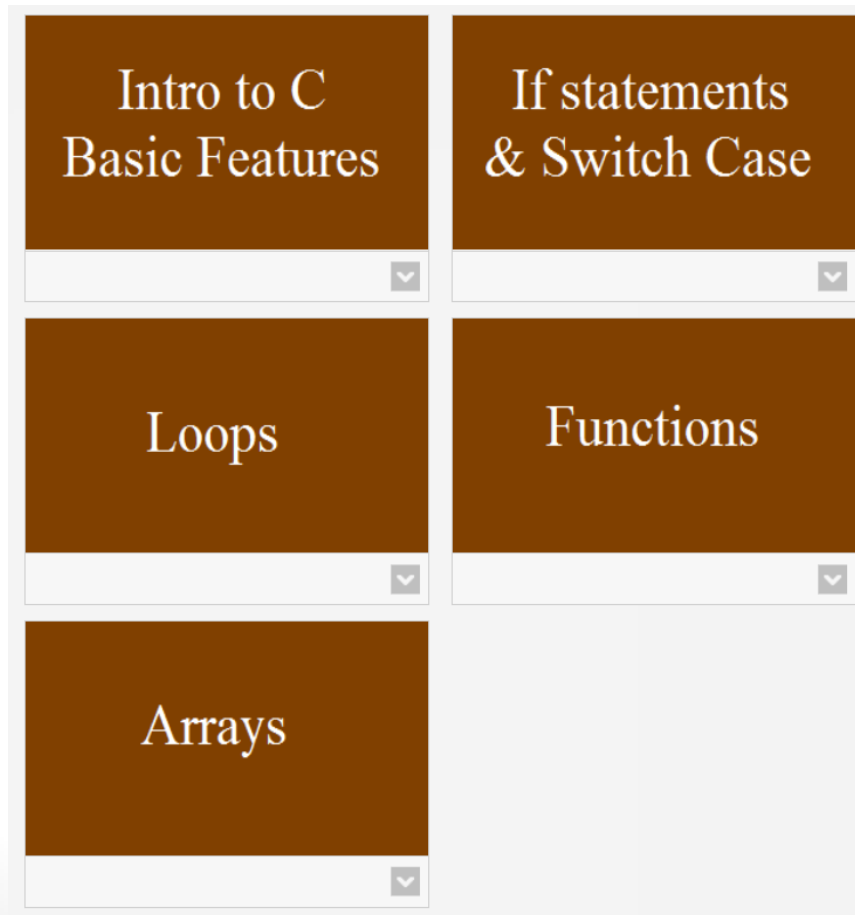 Intro to C
Basic Features
If statements
& Switch Case
Loops
Functions
Arrays